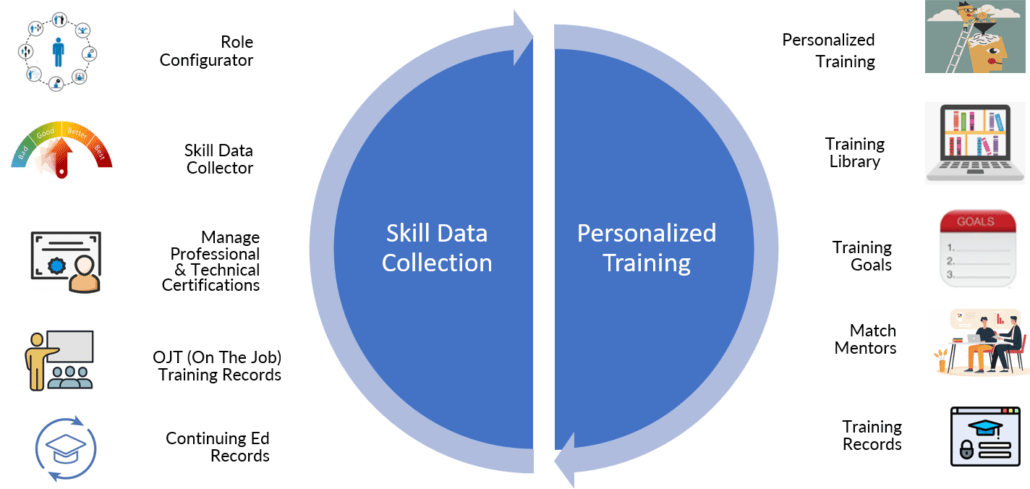 Role
Configurator
Bad
Good
Better
Best
Skill Data
Collector
Manage
Professional
& Technical
Certifications
OJT (On The Job)
Training Records
Continuing Ed
Records
Skill Data
Collection
Personalized
Training
Personalized
Training
Training
Library
GOALS
1.
2.
3.
Training
Goals
Match
Mentors
Training
Records